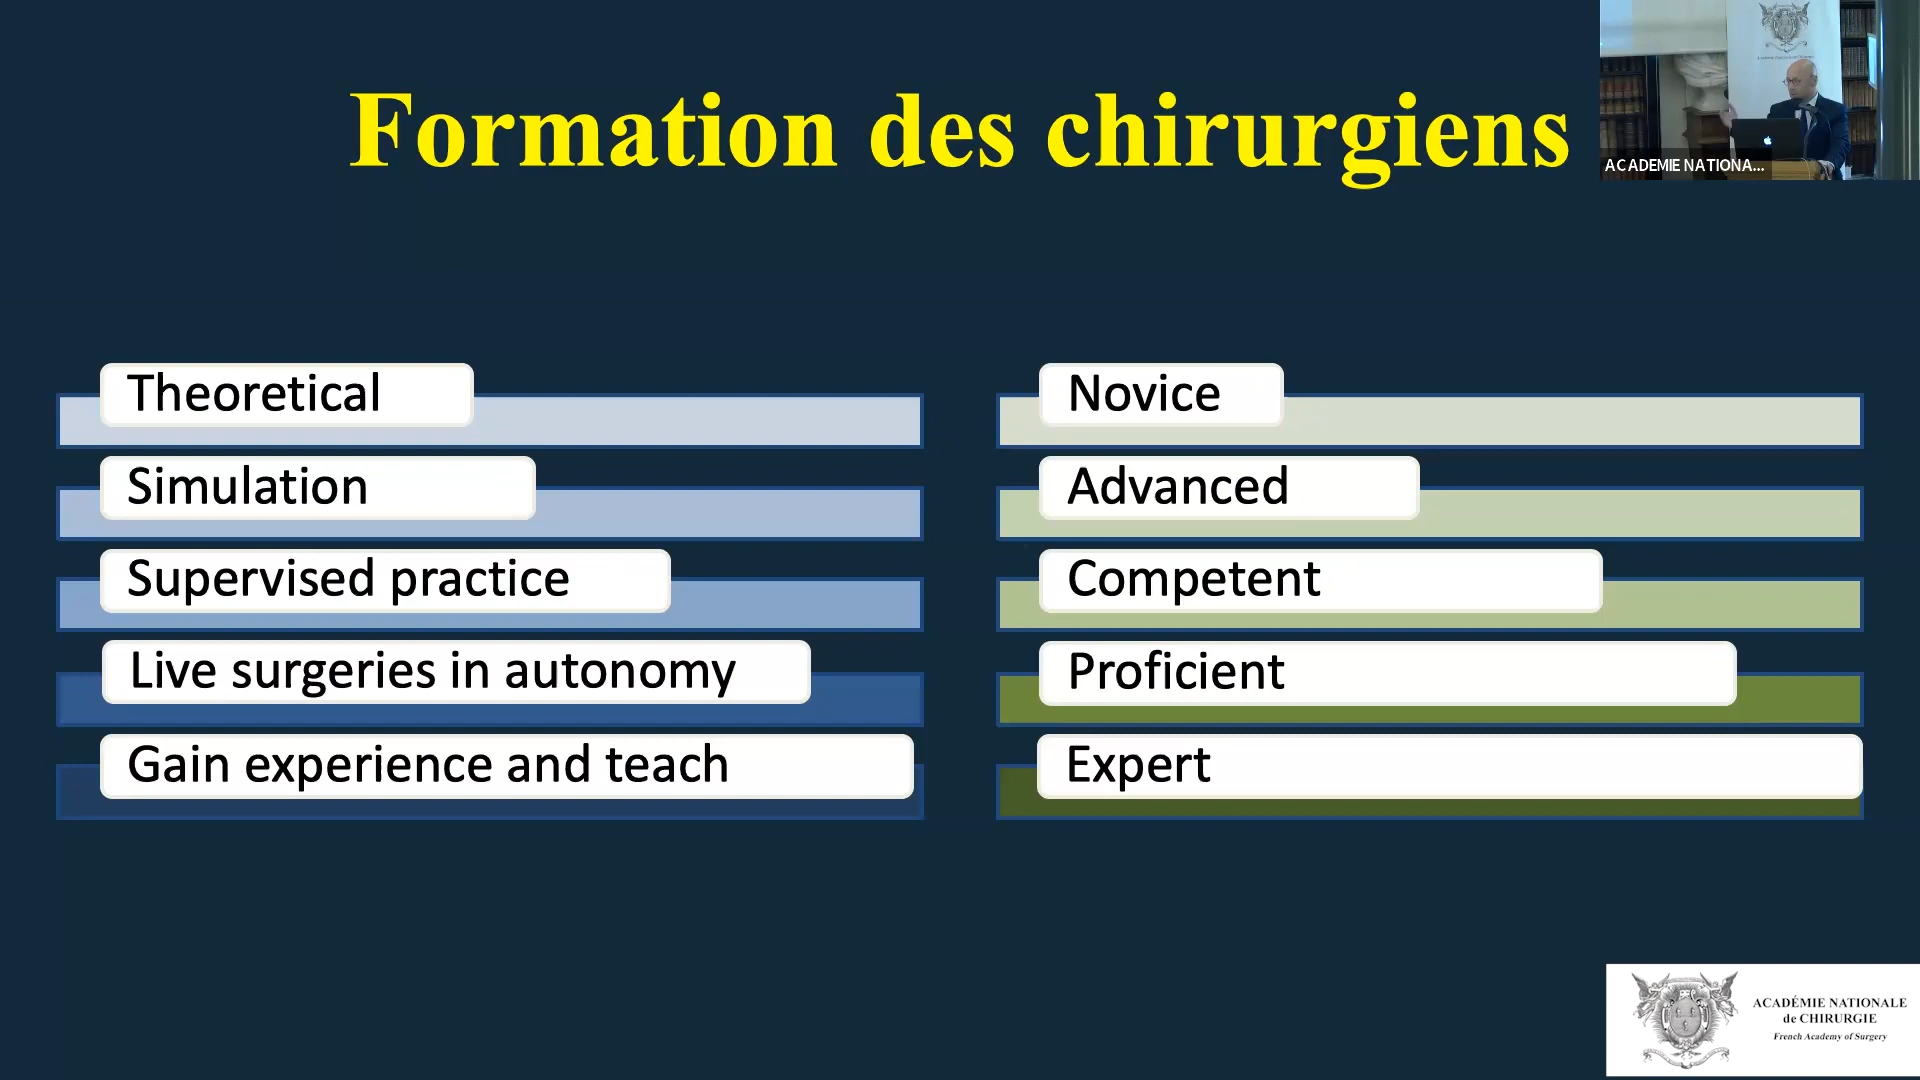 Formation des chirurgiens
ACADEMIE NATIONA...
Theoretical
Simulation
Supervised practice
Live surgeries in autonomy
Gain experience and teach
Novice
Advanced
Competent
Proficient
Expert
ACADÉMIE NATIONALE
de CHIRURGIE
French Academy of Surgery